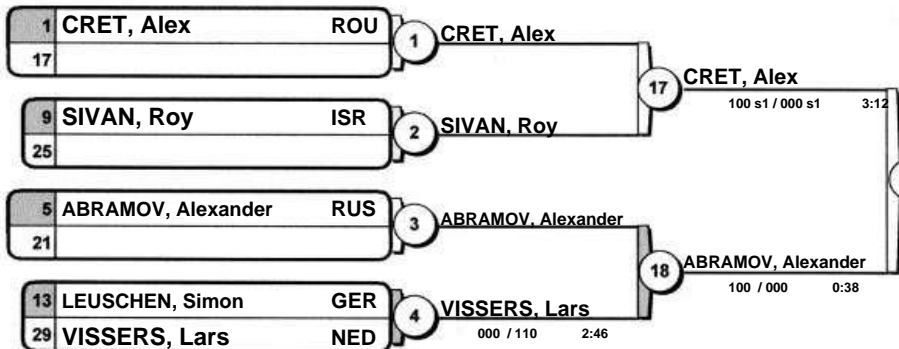 1 CRET, Alex ROU
17
1
CRET, Alex
9 SIVAN, Roy ISR
25
2
SIVAN, Roy
17
CRET, Alex
100 s1 / 000 s1 3:12
5 ABRAMOV, Alexander RUS
21
3
ABRAMOV, Alexander
13 LEUSCHEN, Simon GER
29 VISSERS, Lars NED
4
VISSERS, Lars
000 / 110 2:46
18
ABRAMOV, Alexander
100 / 000 0:38